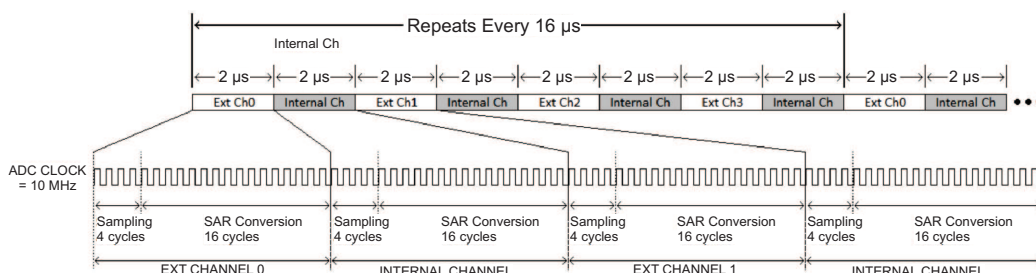 Repeats Every 16 µs
Internal Ch
2 µs 2 µs 2 µs 2 µs 2 µs 2 µs 2 µs 2 µs 2 µs 2 µs
Ext Ch0 Internal Ch Ext Ch1 Internal Ch Ext Ch2 Internal Ch Ext Ch3 Internal Ch Ext Ch0 Internal Ch
ADC CLOCK
= 10 MHz
Sampling SAR Conversion Sampling SAR Conversion Sampling SAR Conversion Sampling SAR Conversion
4 cycles 16 cycles 4 cycles 16 cycles 4 cycles 16 cycles 4 cycles 16 cycles
EXT CHANNEL 0 INTERNAL CHANNEL EXT CHANNEL 1 INTERNAL CHANNEL